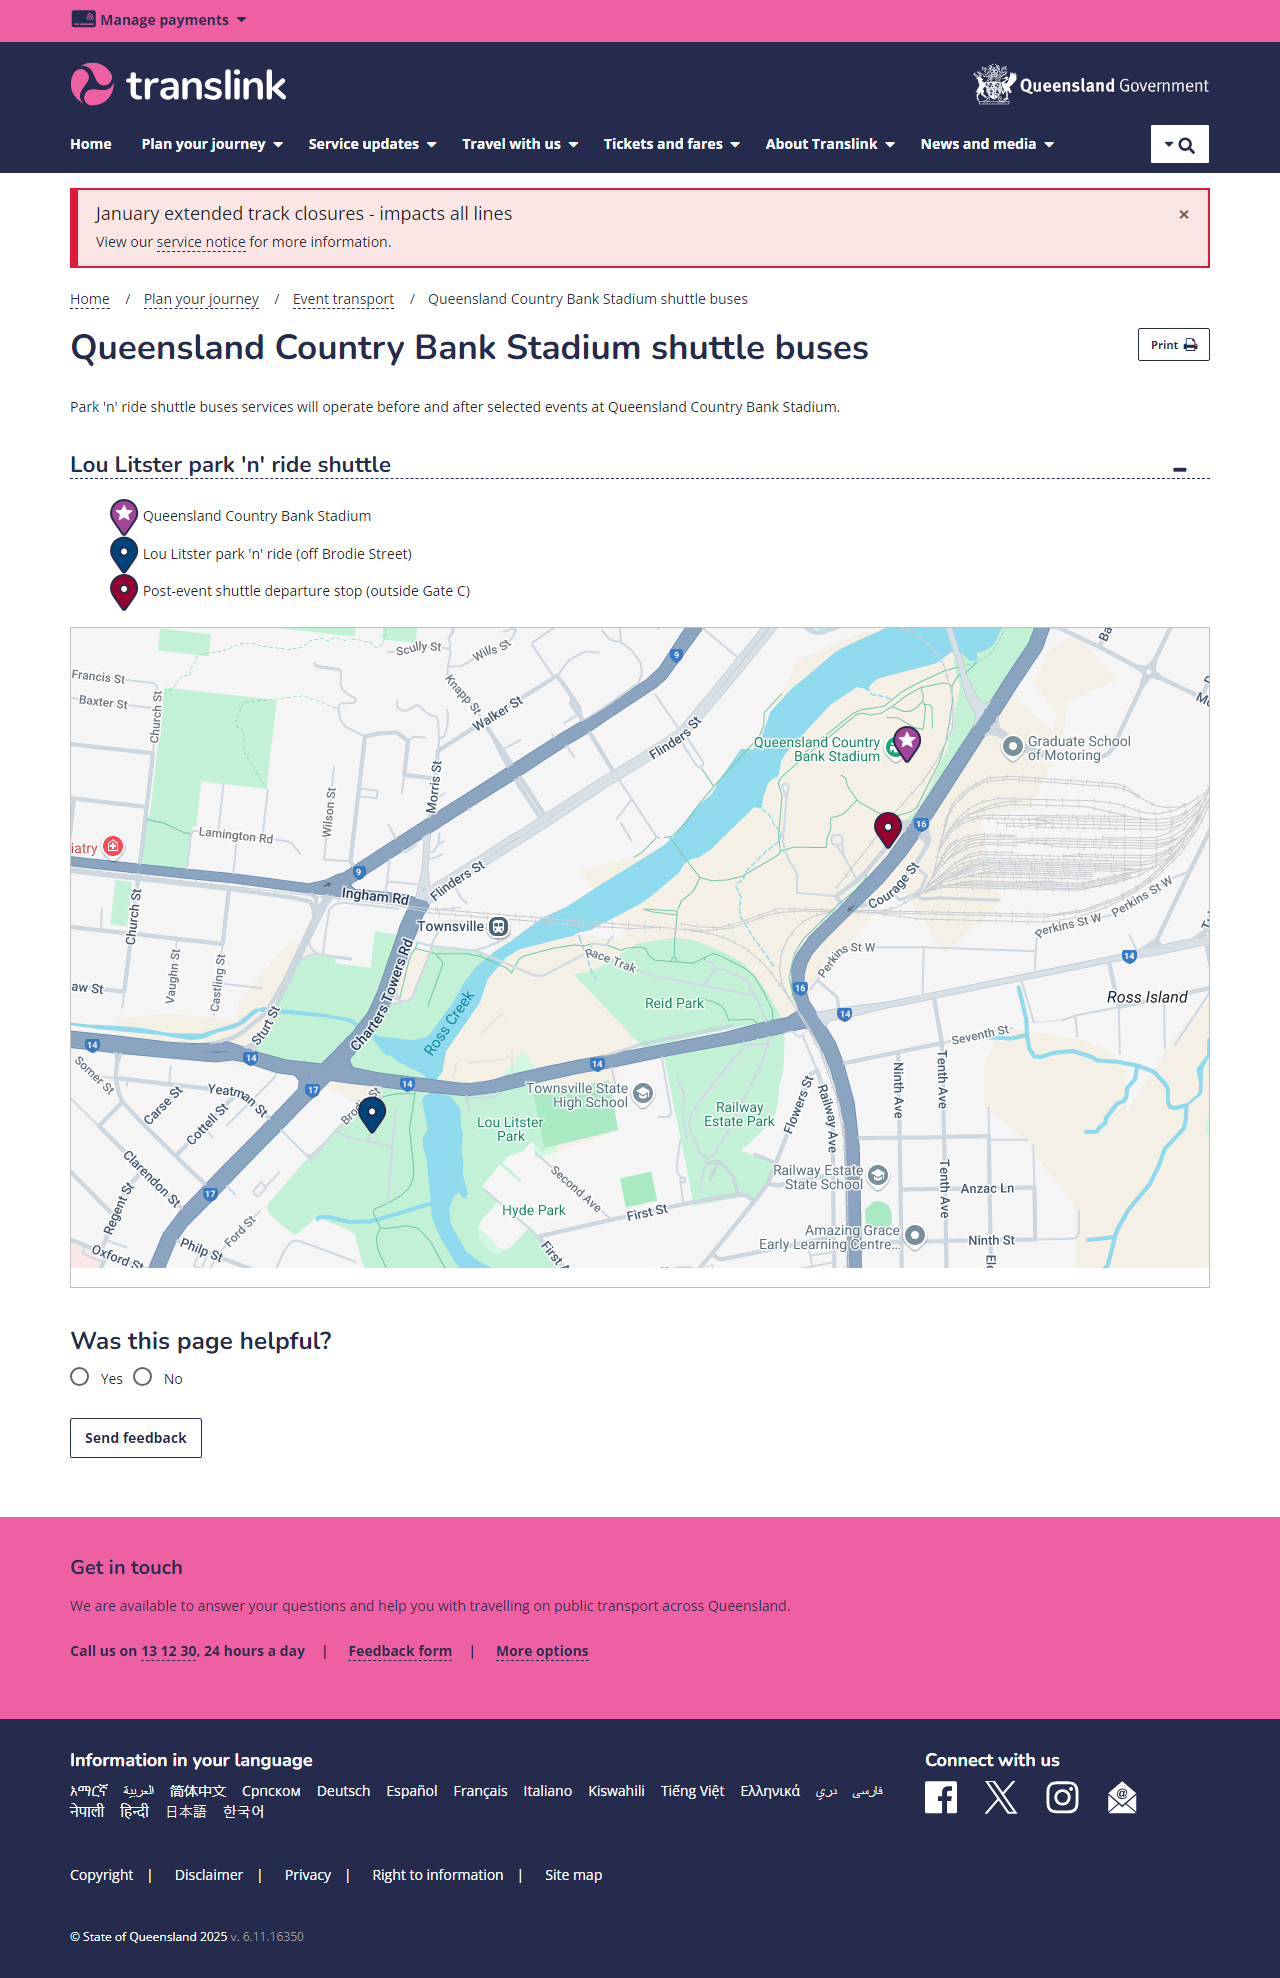 Manage payments
translink
Queensland Government
Home Plan your journey Service updates Travel with us Tickets and fares About Translink News and media
January extended track closures - impacts all lines
×
View our service notice for more information.
Home / Plan your journey / Event transport / Queensland Country Bank Stadium shuttle buses
Queensland Country Bank Stadium shuttle buses
Print
Park 'n' ride shuttle buses services will operate before and after selected events at Queensland Country Bank Stadium.
Lou Litster park 'n' ride shuttle
Queensland Country Bank Stadium
Lou Litster park 'n' ride (off Brodie Street)
Post-event shuttle departure stop (outside Gate C)
Scully St
Wills St
9
Ba
Francis St
Baxter St
Church St
Knapp St
Walker St
Flinders St
Mu
Queensland Country
Bank Stadium
Graduate School
of Motoring
Morris St
Wilson St
Lamington Rd
16
iatry
9
Ingham Rd
Flinders St
Courage St
Perkins St W
Church St
Townsville
Perkins St W
Perkins St W
14
Vaughn St
Castling St
Charters Towers Rd
Race Trak
aw St
16
Reid Park
Ross Island
Sturt St
Ross Creek
14
Seventh St
14
14
14
Somer St
17
14
Townsville State
High School
Tenth Ave
Ninth Ave
Yeatman St
Carse St
Cottell St
Brodie St
Lou Litster
Park
Railway
Estate Park
Flowers St
Railway Ave
Clarendon St
Regent St
17
Second Ave
Railway Estate
State School
Tenth Ave
Anzac Ln
Hyde Park
First St
Ford St
Philp St
Oxford St
First A
Amazing Grace
Early Learning Centre...
Ninth St
Ele
Was this page helpful?
Yes No
Send feedback
Get in touch
We are available to answer your questions and help you with travelling on public transport across Queensland.
Call us on 13 12 30, 24 hours a day | Feedback form | More options
Information in your language
Connect with us
አማርኛ العربية 简体中文 Српском Deutsch Español Français Italiano Kiswahili Tiếng Việt Ελληνικά دري فارسی
नेपाली हिन्दी 日本語 한국어
Copyright | Disclaimer | Privacy | Right to information | Site map
© State of Queensland 2025 v. 6.11.16350